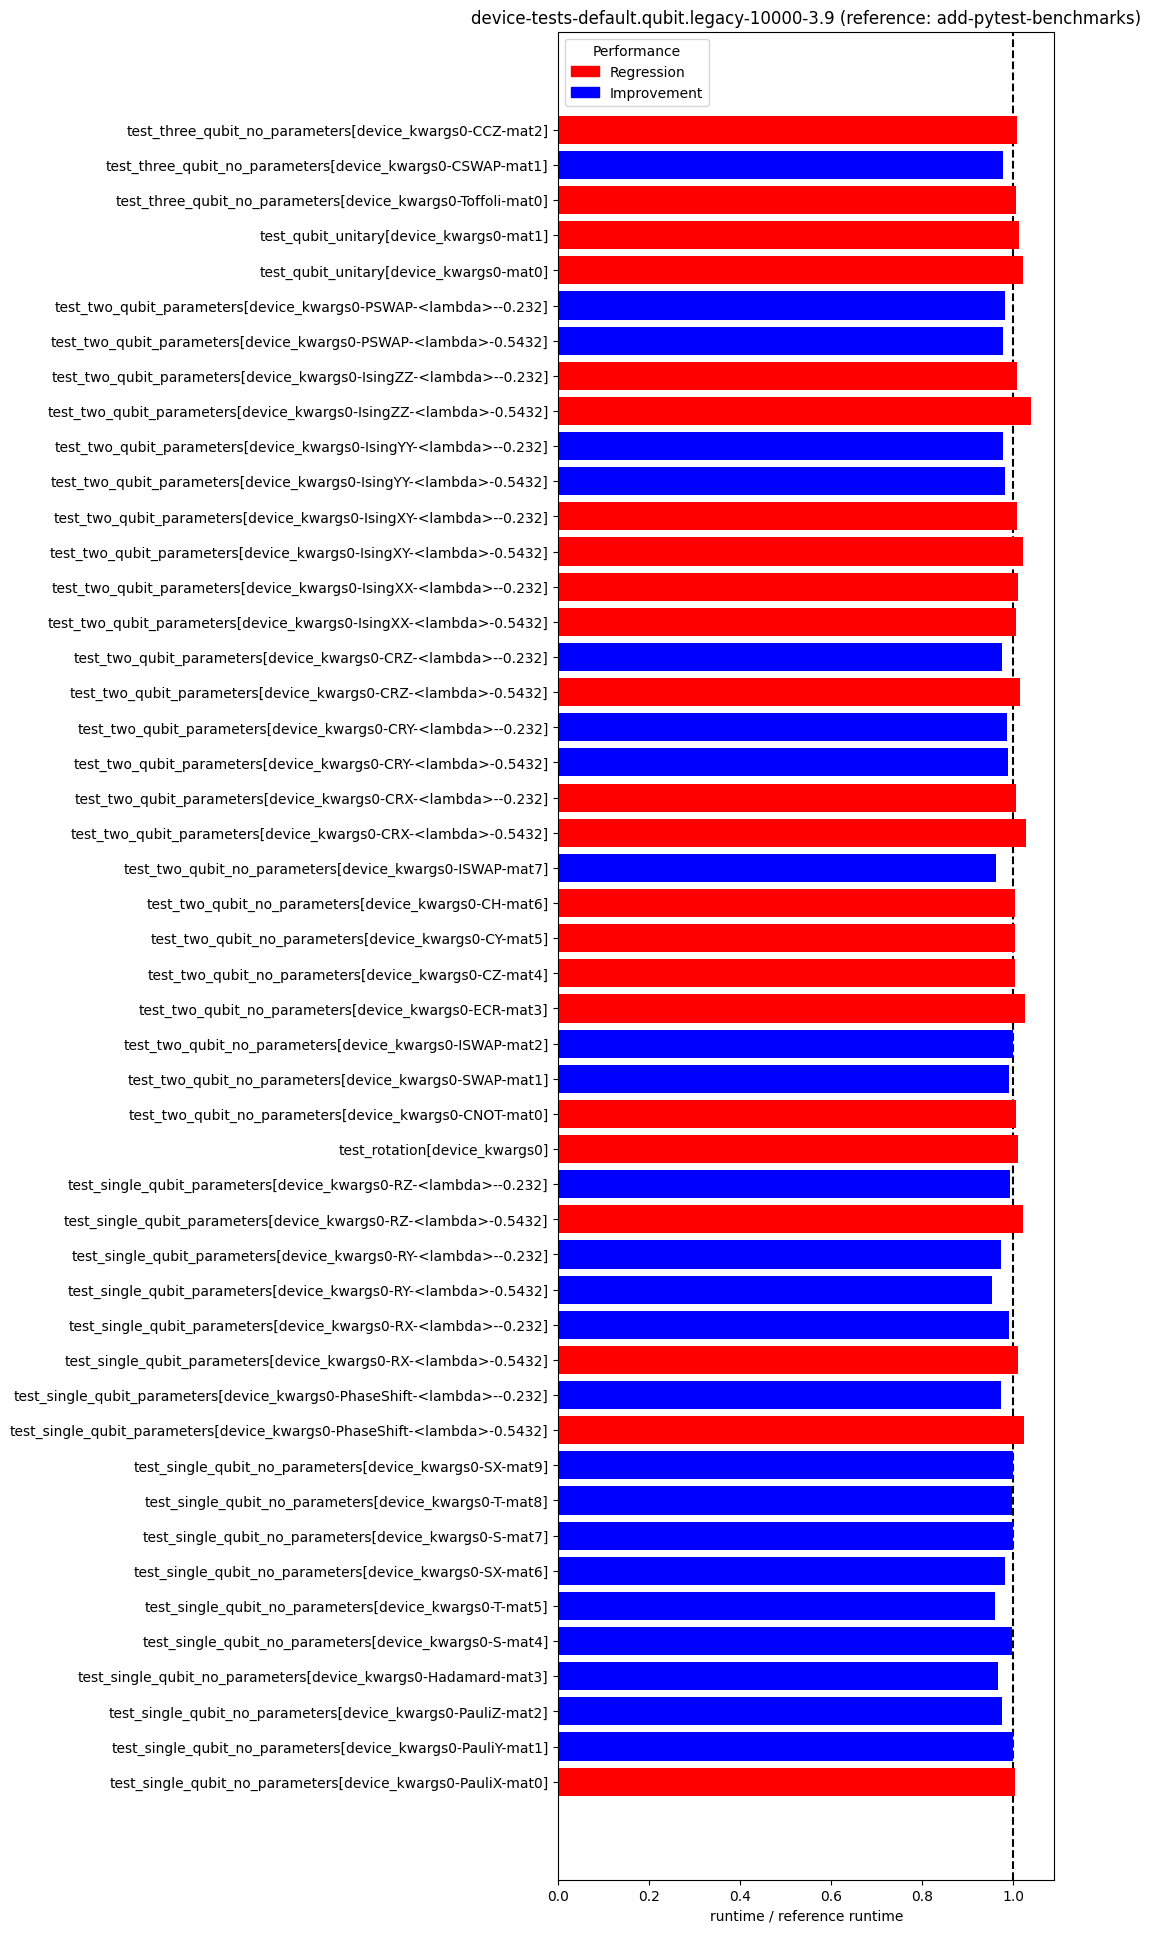 device-tests-default.qubit.legacy-10000-3.9 (reference: add-pytest-benchmarks)
Performance
Regression
Improvement
test_three_qubit_no_parameters[device_kwargs0-CCZ-mat2]
test_three_qubit_no_parameters[device_kwargs0-CSWAP-mat1]
test_three_qubit_no_parameters[device_kwargs0-Toffoli-mat0]
test_qubit_unitary[device_kwargs0-mat1]
test_qubit_unitary[device_kwargs0-mat0]
test_two_qubit_parameters[device_kwargs0-PSWAP-<lambda>--0.232]
test_two_qubit_parameters[device_kwargs0-PSWAP-<lambda>-0.5432]
test_two_qubit_parameters[device_kwargs0-IsingZZ-<lambda>--0.232]
test_two_qubit_parameters[device_kwargs0-IsingZZ-<lambda>-0.5432]
test_two_qubit_parameters[device_kwargs0-IsingYY-<lambda>--0.232]
test_two_qubit_parameters[device_kwargs0-IsingYY-<lambda>-0.5432]
test_two_qubit_parameters[device_kwargs0-IsingXY-<lambda>--0.232]
test_two_qubit_parameters[device_kwargs0-IsingXY-<lambda>-0.5432]
test_two_qubit_parameters[device_kwargs0-IsingXX-<lambda>--0.232]
test_two_qubit_parameters[device_kwargs0-IsingXX-<lambda>-0.5432]
test_two_qubit_parameters[device_kwargs0-CRZ-<lambda>--0.232]
test_two_qubit_parameters[device_kwargs0-CRZ-<lambda>-0.5432]
test_two_qubit_parameters[device_kwargs0-CRY-<lambda>--0.232]
test_two_qubit_parameters[device_kwargs0-CRY-<lambda>-0.5432]
test_two_qubit_parameters[device_kwargs0-CRX-<lambda>--0.232]
test_two_qubit_parameters[device_kwargs0-CRX-<lambda>-0.5432]
test_two_qubit_no_parameters[device_kwargs0-ISWAP-mat7]
test_two_qubit_no_parameters[device_kwargs0-CH-mat6]
test_two_qubit_no_parameters[device_kwargs0-CY-mat5]
test_two_qubit_no_parameters[device_kwargs0-CZ-mat4]
test_two_qubit_no_parameters[device_kwargs0-ECR-mat3]
test_two_qubit_no_parameters[device_kwargs0-ISWAP-mat2]
test_two_qubit_no_parameters[device_kwargs0-SWAP-mat1]
test_two_qubit_no_parameters[device_kwargs0-CNOT-mat0]
test_rotation[device_kwargs0]
test_single_qubit_parameters[device_kwargs0-RZ-<lambda>--0.232]
test_single_qubit_parameters[device_kwargs0-RZ-<lambda>-0.5432]
test_single_qubit_parameters[device_kwargs0-RY-<lambda>--0.232]
test_single_qubit_parameters[device_kwargs0-RY-<lambda>-0.5432]
test_single_qubit_parameters[device_kwargs0-RX-<lambda>--0.232]
test_single_qubit_parameters[device_kwargs0-RX-<lambda>-0.5432]
test_single_qubit_parameters[device_kwargs0-PhaseShift-<lambda>--0.232]
test_single_qubit_parameters[device_kwargs0-PhaseShift-<lambda>-0.5432]
test_single_qubit_no_parameters[device_kwargs0-SX-mat9]
test_single_qubit_no_parameters[device_kwargs0-T-mat8]
test_single_qubit_no_parameters[device_kwargs0-S-mat7]
test_single_qubit_no_parameters[device_kwargs0-SX-mat6]
test_single_qubit_no_parameters[device_kwargs0-T-mat5]
test_single_qubit_no_parameters[device_kwargs0-S-mat4]
test_single_qubit_no_parameters[device_kwargs0-Hadamard-mat3]
test_single_qubit_no_parameters[device_kwargs0-PauliZ-mat2]
test_single_qubit_no_parameters[device_kwargs0-PauliY-mat1]
test_single_qubit_no_parameters[device_kwargs0-PauliX-mat0]
0.0 0.2 0.4 0.6 0.8 1.0
runtime / reference runtime